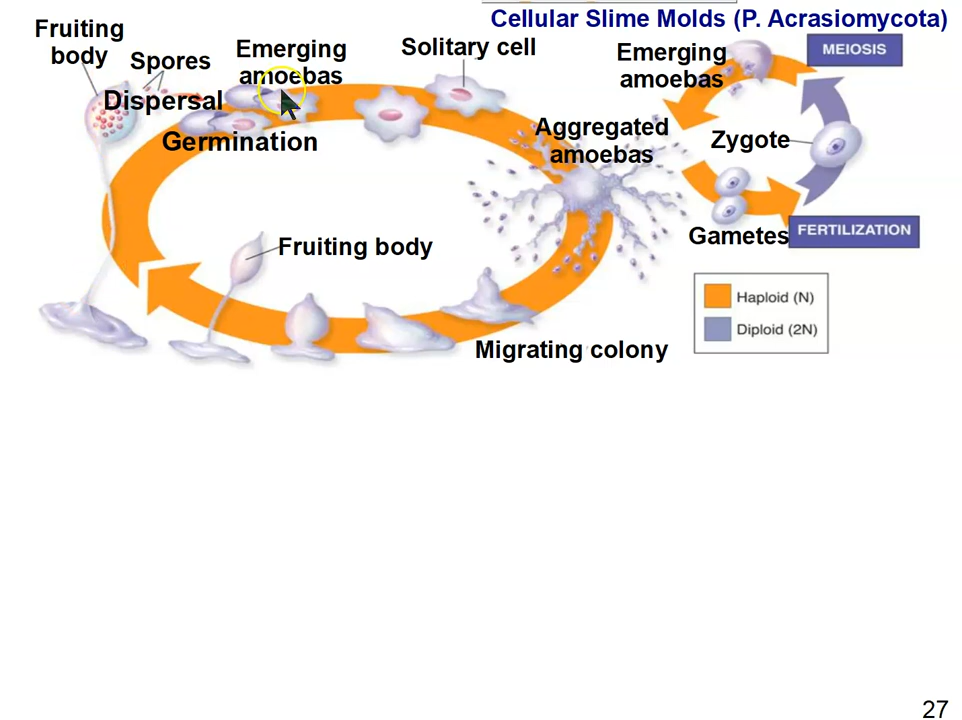 Cellular Slime Molds (P. Acrasiomycota)
Fruiting
body
Spores
Dispersal
Emerging
amoebas
Germination
Solitary cell
Aggregated
amoebas
Emerging
amoebas
MEIOSIS
Zygote
Gametes
FERTILIZATION
Fruiting body
Migrating colony
Haploid (N)
Diploid (2N)
27